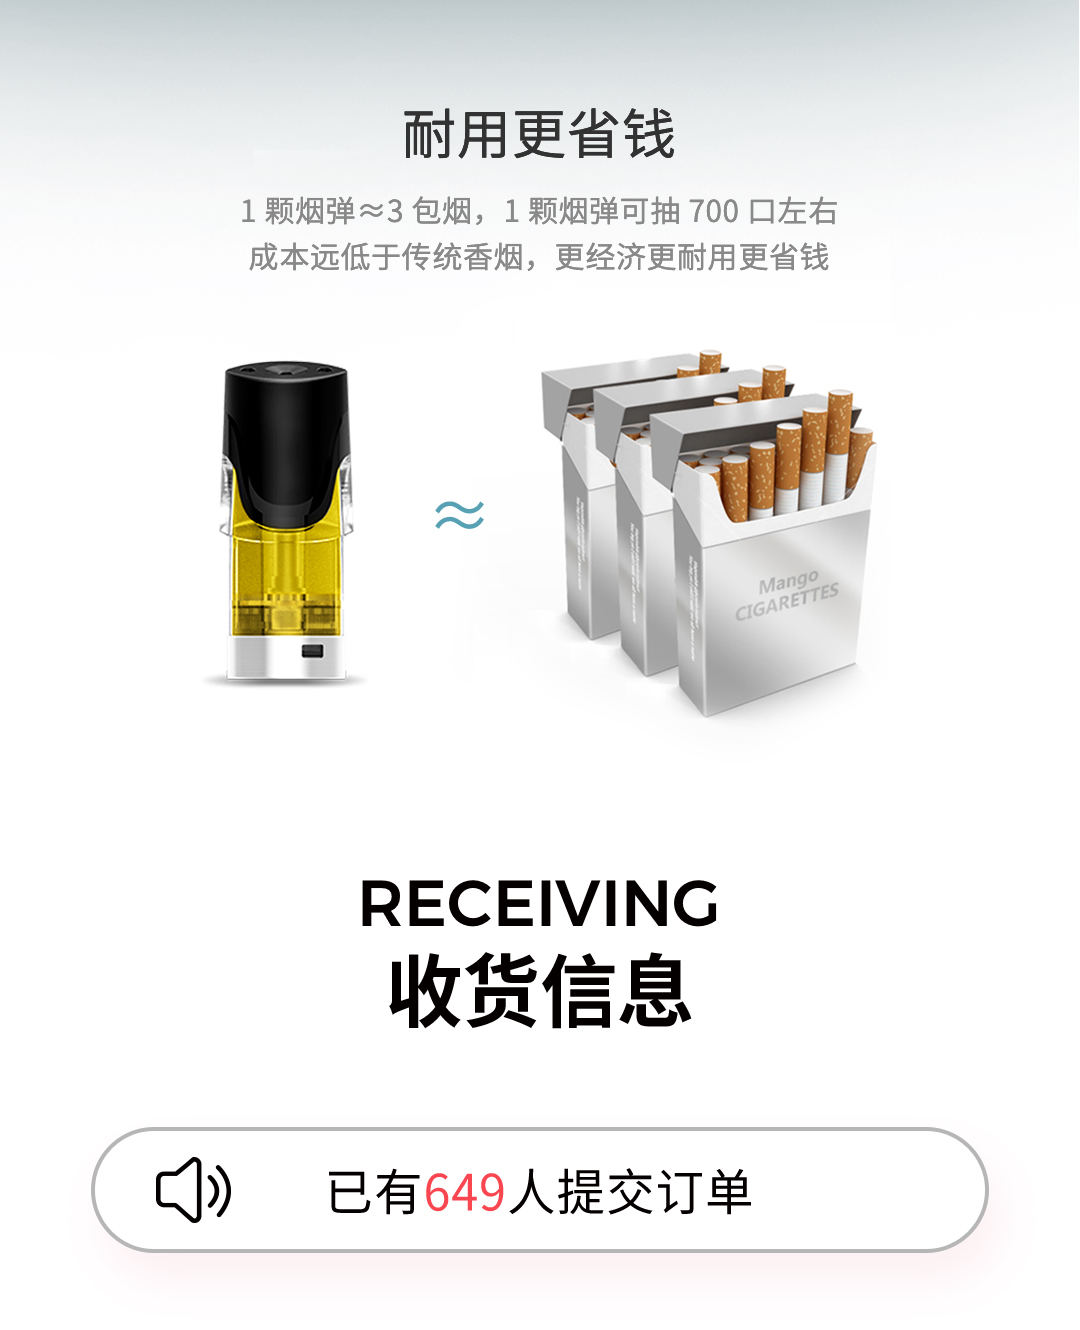 耐用更省钱
1 颗烟弹≈3 包烟，1 颗烟弹可抽 700 口左右
成本远低于传统香烟，更经济更耐用更省钱
≈
Mango
CIGARETTES
RECEIVING
收货信息
已有649人提交订单